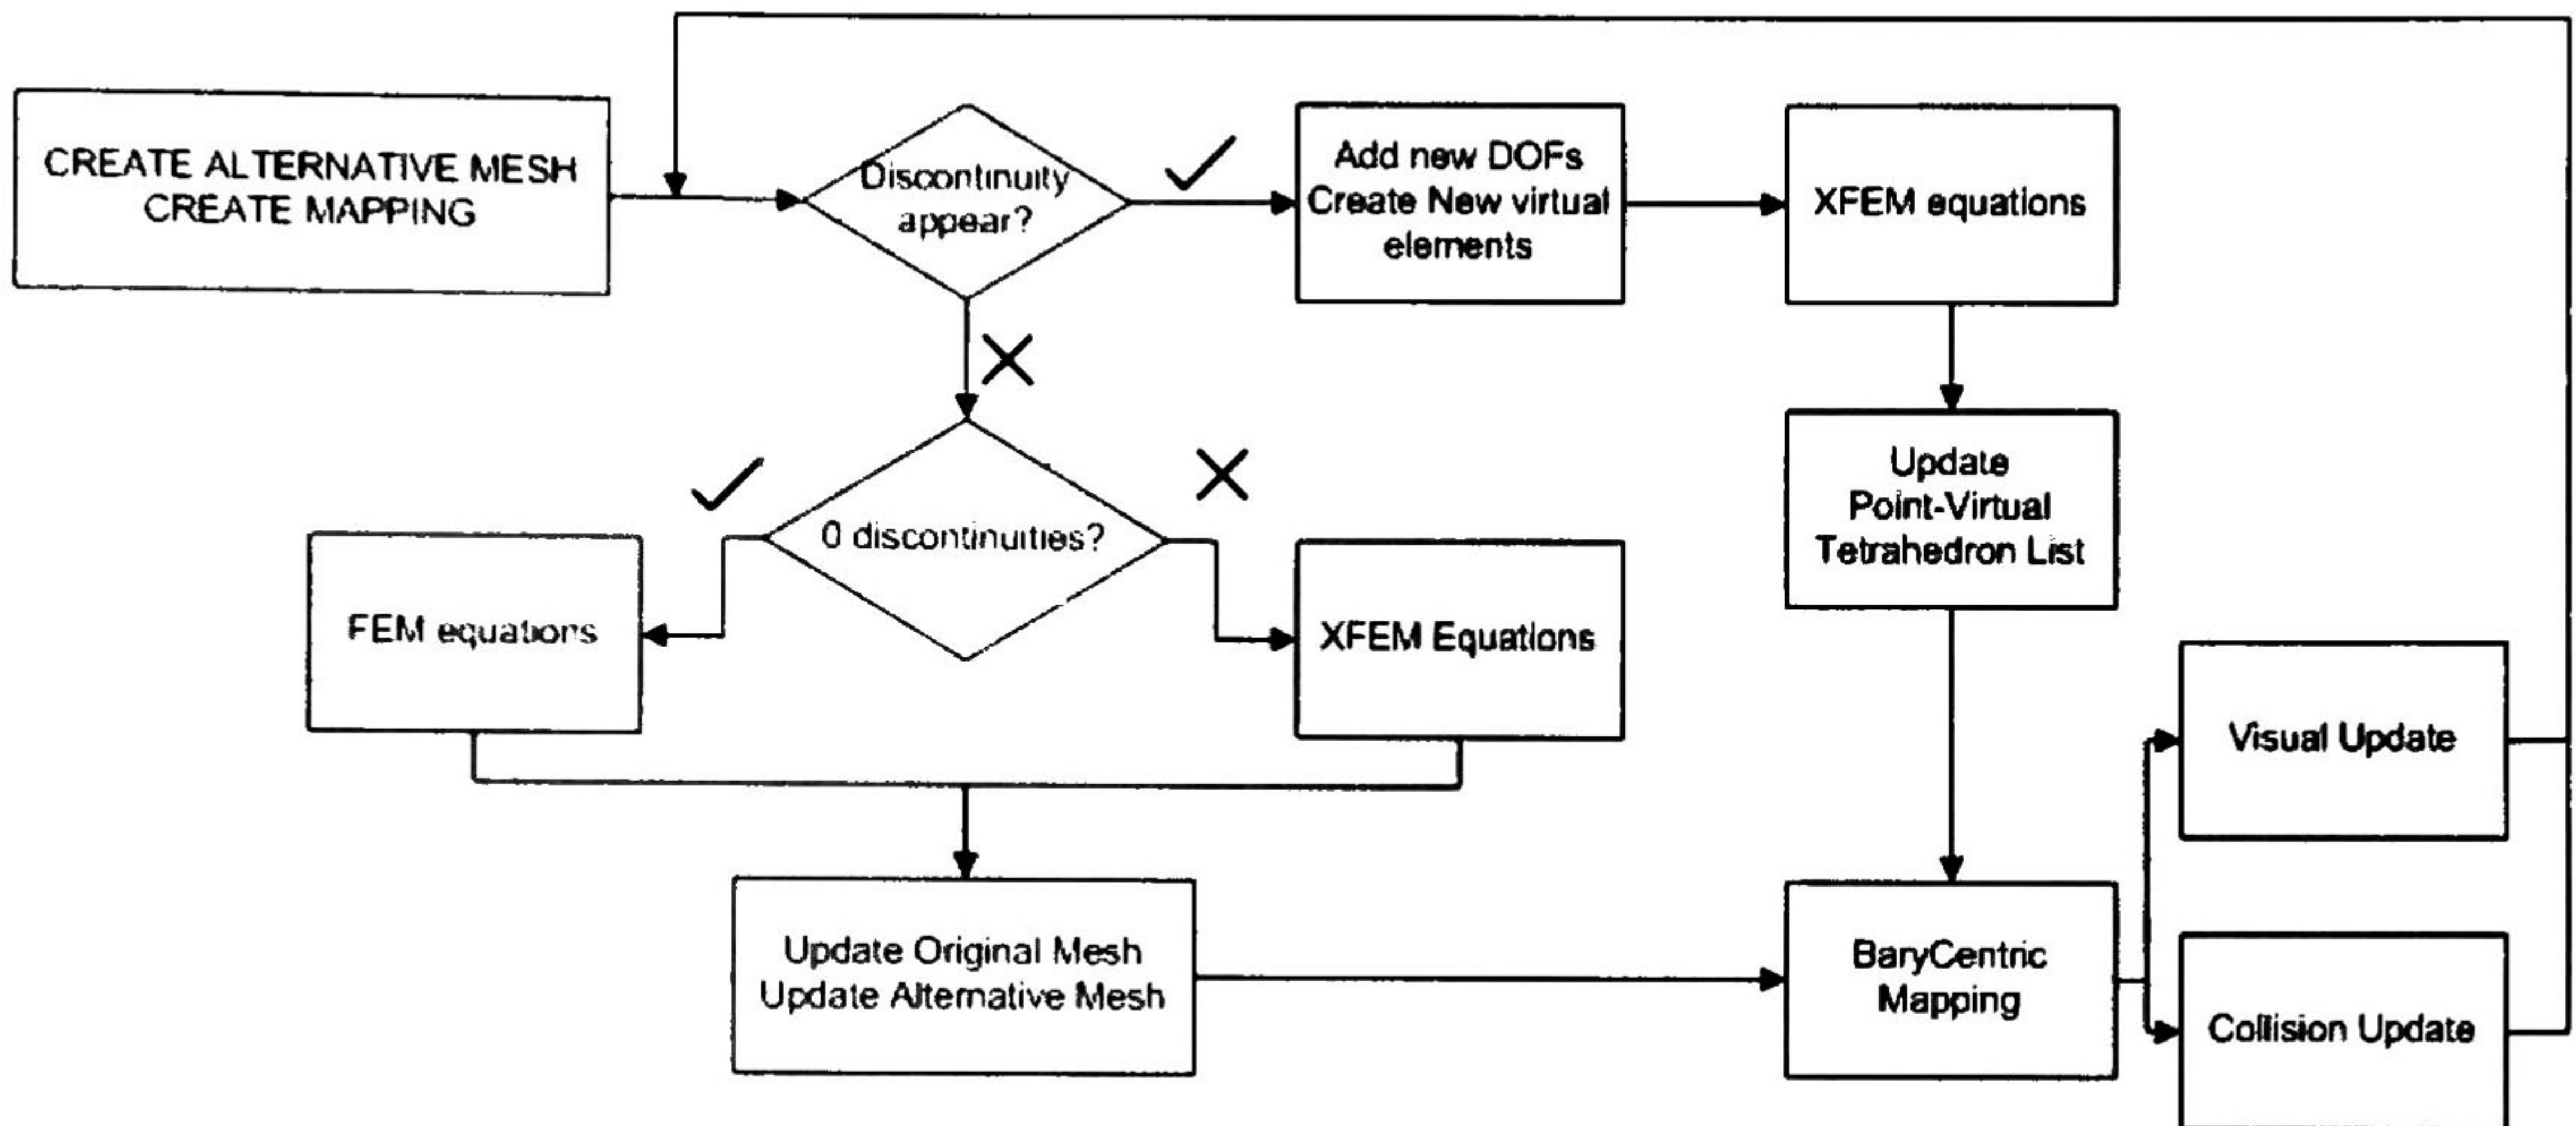 CREATE ALTERNATIVE MESH
CREATE MAPPING
Discontinuity
appear?
Add new DOFs
Create New virtual
elements
XFEM equations
0 discontinuities?
FEM equations
XFEM Equations
Update
Point-Virtual
Tetrahedron List
Visual Update
Update Original Mesh
Update Alternative Mesh
BaryCentric
Mapping
Collision Update